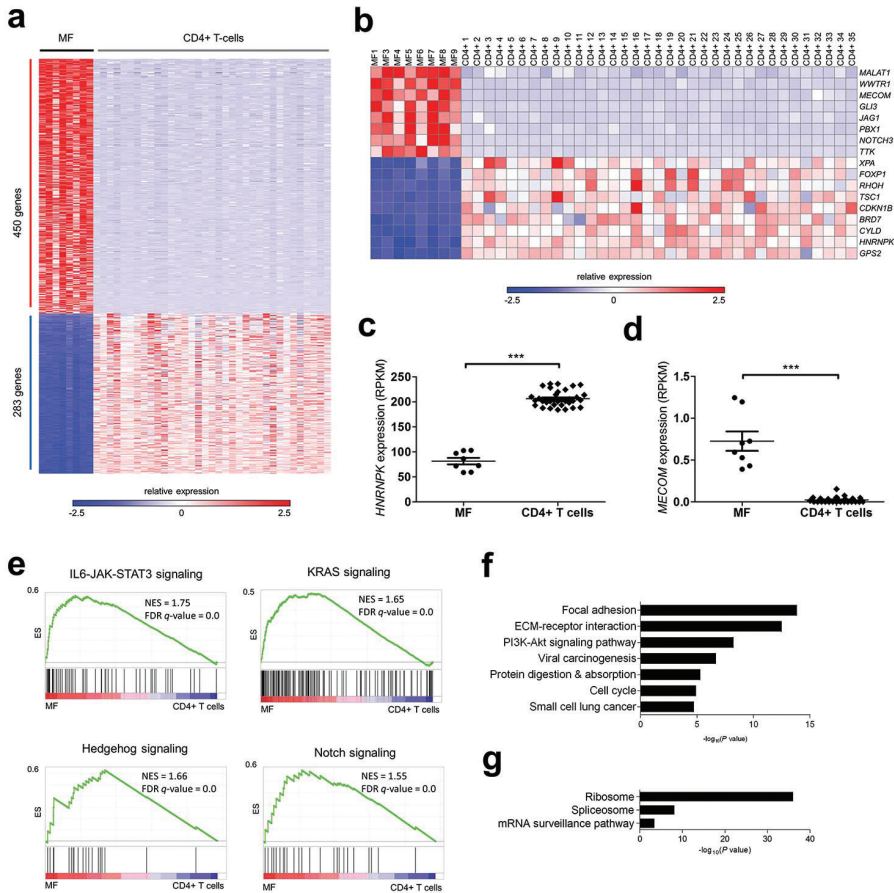 a
MF
CD4+ T-cells
450 genes
283 genes
relative expression
-2.5
0
2.5
b
MF1
MF3
MF4
MF5
MF6
MF7
MF8
MF9
CD4+ 1
CD4+ 2
CD4+ 3
CD4+ 4
CD4+ 5
CD4+ 6
CD4+ 7
CD4+ 8
CD4+ 9
CD4+ 10
CD4+ 11
CD4+ 12
CD4+ 13
CD4+ 14
CD4+ 15
CD4+ 16
CD4+ 17
CD4+ 18
CD4+ 19
CD4+ 20
CD4+ 21
CD4+ 22
CD4+ 23
CD4+ 24
CD4+ 25
CD4+ 26
CD4+ 27
CD4+ 28
CD4+ 29
CD4+ 30
CD4+ 31
CD4+ 32
CD4+ 33
CD4+ 34
CD4+ 35
MALAT1
WWTR1
MECOM
GLI3
JAG1
PBX1
NOTCH3
TTK
XPA
FOXP1
RHOH
TSC1
CDKN1B
BRD7
CYLD
HNRNPK
GPS2
relative expression
-2.5
0
2.5
c
***
HNRNPK expression (RPKM)
250
200
150
100
50
0
MF
CD4+ T cells
d
***
MECOM expression (RPKM)
1.5
1.0
0.5
0.0
MF
CD4+ T cells
e
IL6-JAK-STAT3 signaling
0.6
NES = 1.75
FDR q-value = 0.0
ES
MF
CD4+ T cells
KRAS signaling
0.5
NES = 1.65
FDR q-value = 0.0
ES
MF
CD4+ T cells
Hedgehog signaling
0.6
NES = 1.66
FDR q-value = 0.0
ES
MF
CD4+ T cells
Notch signaling
0.6
NES = 1.55
FDR q-value = 0.0
ES
MF
CD4+ T cells
f
Focal adhesion
ECM-receptor interaction
PI3K-Akt signaling pathway
Viral carcinogenesis
Protein digestion & absorption
Cell cycle
Small cell lung cancer
0
5
10
15
-log10(P value)
g
Ribosome
Spliceosome
mRNA surveillance pathway
0
10
20
30
40
-log10(P value)